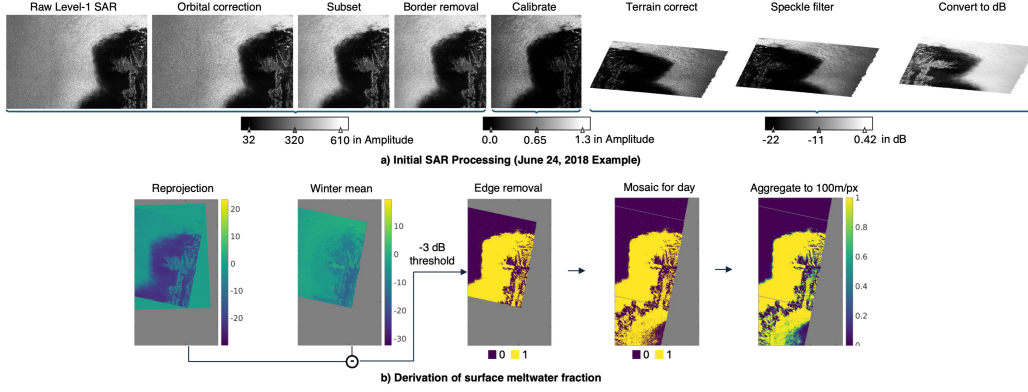 Raw Level-1 SAR Orbital correction Subset Border removal Calibrate Terrain correct Speckle filter Convert to dB
32 320 610 in Amplitude 0.0 0.65 1.3 in Amplitude -22 -11 0.42 in dB
a) Initial SAR Processing (June 24, 2018 Example)
Reprojection Winter mean Edge removal Mosaic for day Aggregate to 100m/px
20
10
0
-10
-20
10
0
-10
-20
-30
-3 dB
threshold
1
0.8
0.6
0.4
0.2
0
0 1 0 1
b) Derivation of surface meltwater fraction